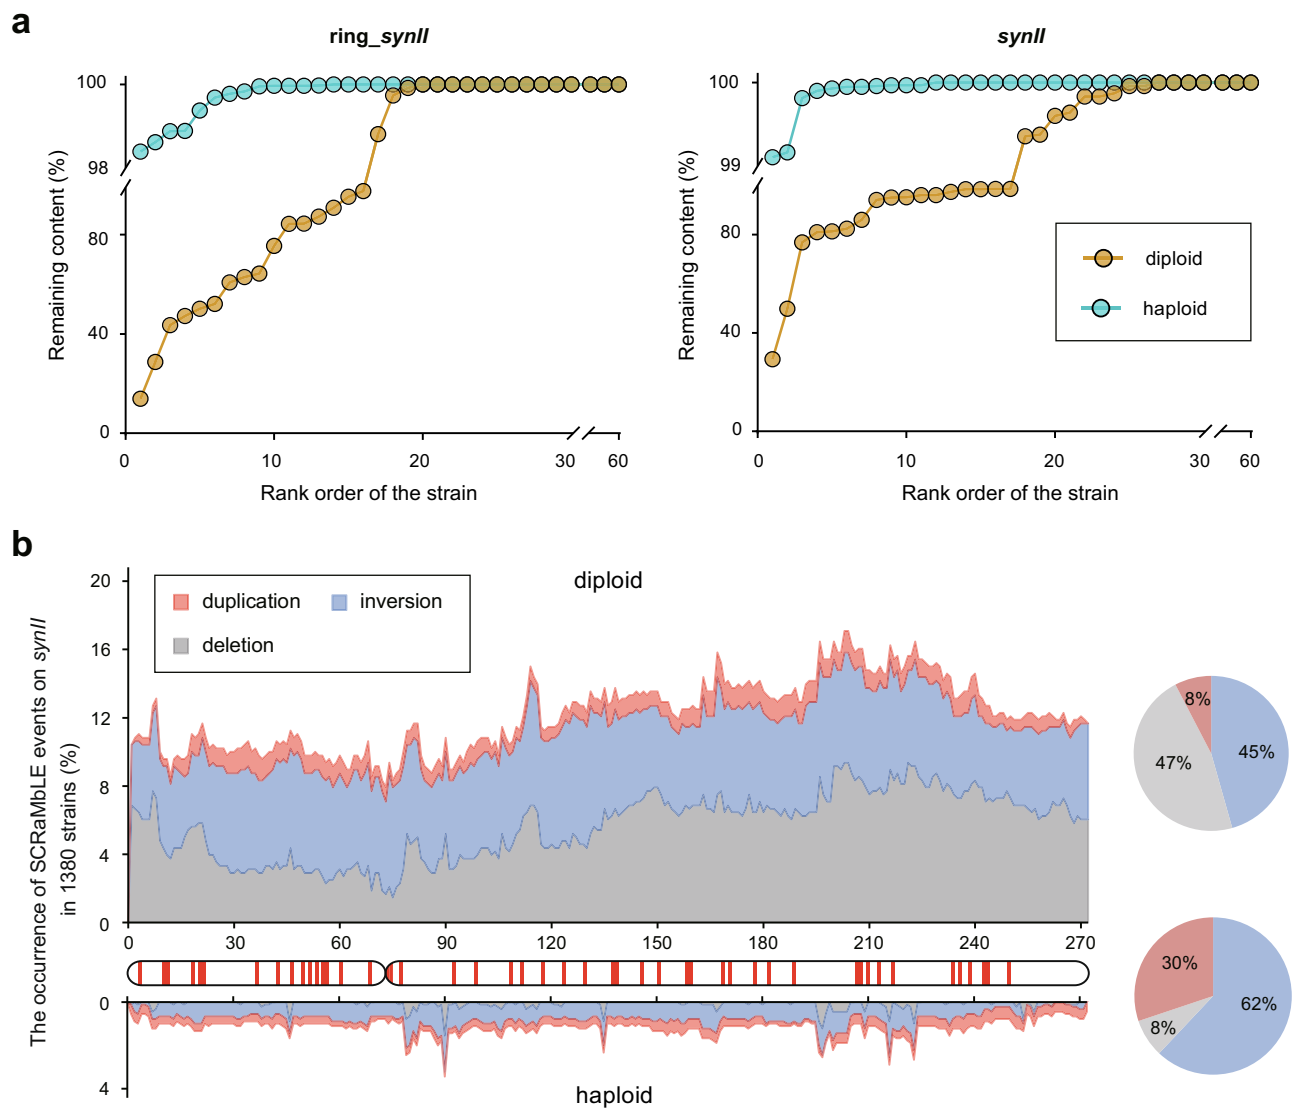 a
ring_synII
synII
100
98
80
40
0
Remaining content (%)
0
10
20
30
60
Rank order of the strain
100
99
80
40
0
Remaining content (%)
0
10
20
30
60
Rank order of the strain
diploid
haploid
b
diploid
duplication
inversion
deletion
The occurrence of SCRaMbLE events on synII
in 1380 strains (%)
20
16
12
8
4
0
0
30
60
90
120
150
180
210
240
270
0
4
haploid
8%
47%
45%
30%
8%
62%